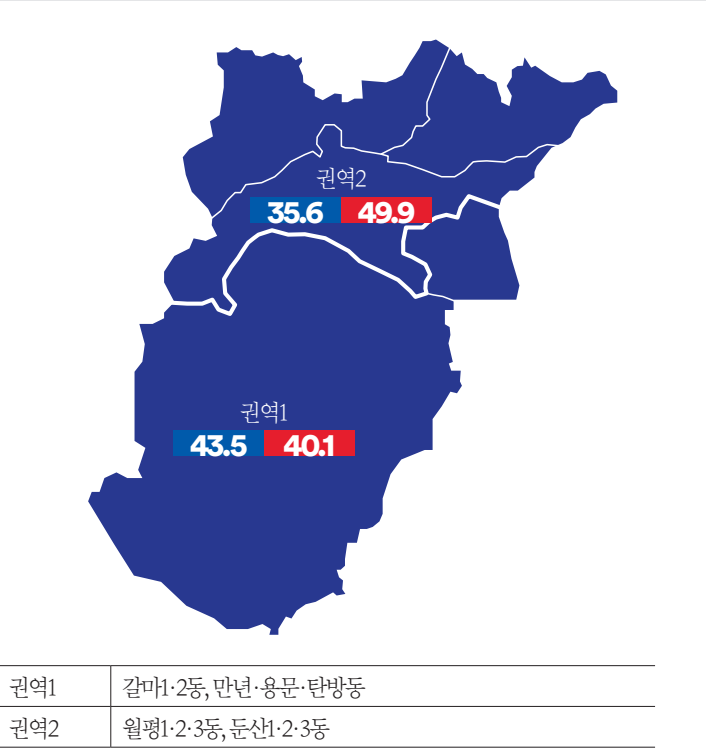 권역2
35.6 49.9
권역1
43.5 40.1
권역1 갈마1·2동, 만년·용문·탄방동
권역2 월평1·2·3동, 둔산1·2·3동